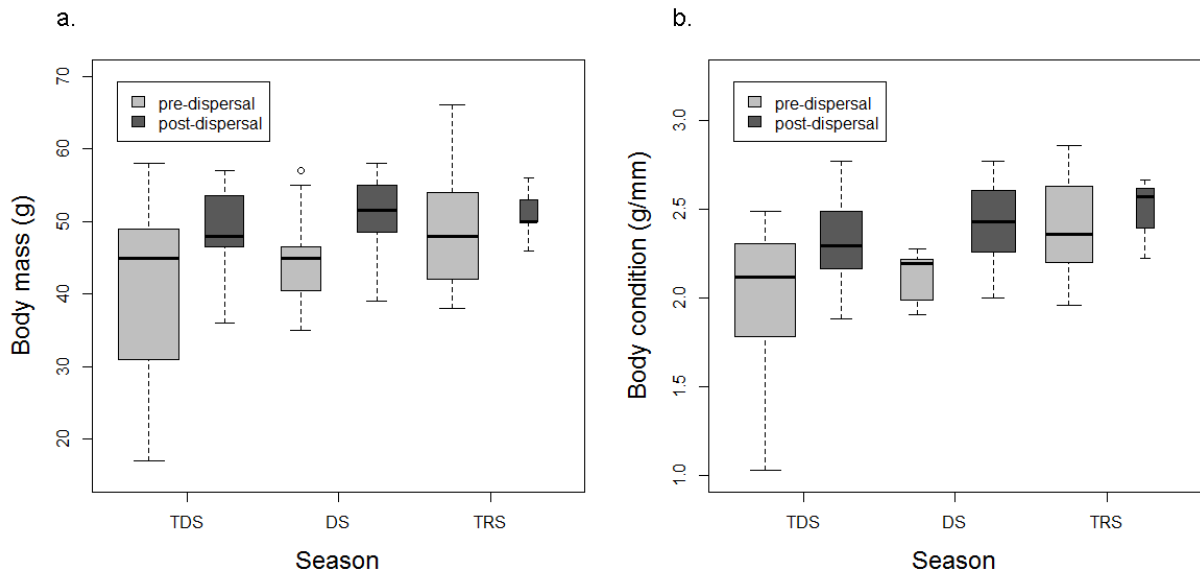 a.
70
60
50
40
30
20
Body mass (g)
pre-dispersal
post-dispersal
TDS DS TRS
Season
b.
3.0
2.5
2.0
1.5
1.0
Body condition (g/mm)
pre-dispersal
post-dispersal
TDS DS TRS
Season